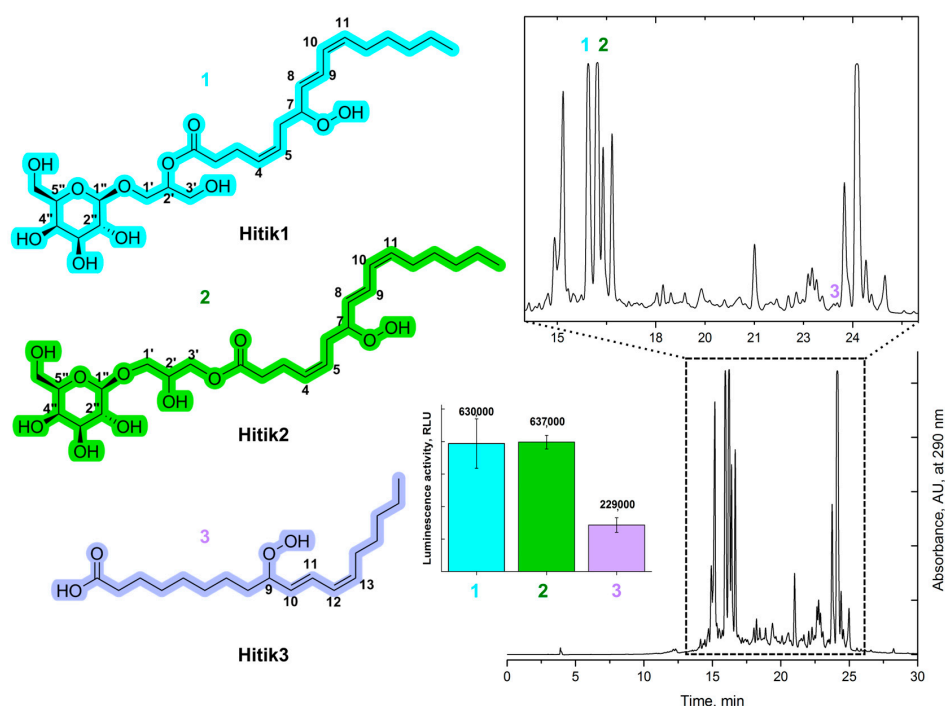 1
11
10
8
9
7
O
OH
O
5
4
O
OH
5"
O
1"
O
1'
2'
3'
OH
4"
2"
HO
OH
OH
Hitik1
2
11
10
8
9
7
O
OH
O
5
4
OH
5"
O
1"
O
1'
2'
3'
O
OH
4"
2"
HO
OH
OH
Hitik2
3
O
OH
O
HO
9
10
11
12
13
Hitik3
1 2
3
15 16 18 20 21 23 24
Luminescence activity, RLU
630000
637000
229000
1 2 3
Absorbance, AU, at 290 nm
0 5 10 15 20 25 30
Time, min